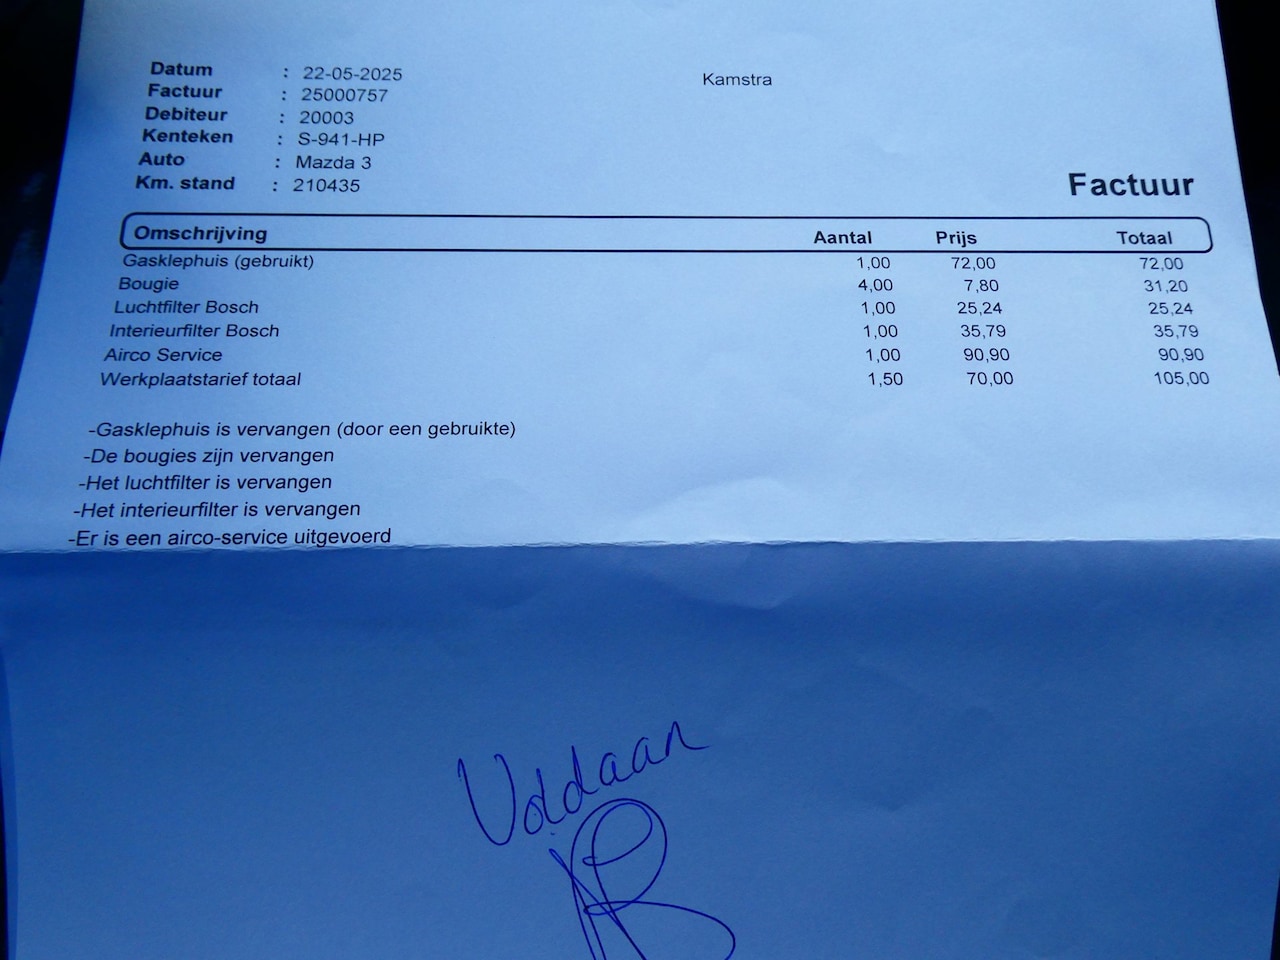 Datum : 22-05-2025
Kamstra
Factuur : 25000757
Debiteur : 20003
Kenteken : S-941-HP
Auto : Mazda 3
Km. stand : 210435
Factuur
Omschrijving Aantal Prijs Totaal
Gasklephuis (gebruikt) 1,00 72,00 72,00
Bougie 4,00 7,80 31,20
Luchtfilter Bosch 1,00 25,24 25,24
Interieurfilter Bosch 1,00 35,79 35,79
Airco Service 1,00 90,90 90,90
Werkplaatstarief totaal 1,50 70,00 105,00
-Gasklephuis is vervangen (door een gebruikte)
-De bougies zijn vervangen
-Het luchtfilter is vervangen
-Het interieurfilter is vervangen
-Er is een airco-service uitgevoerd
Voldaan